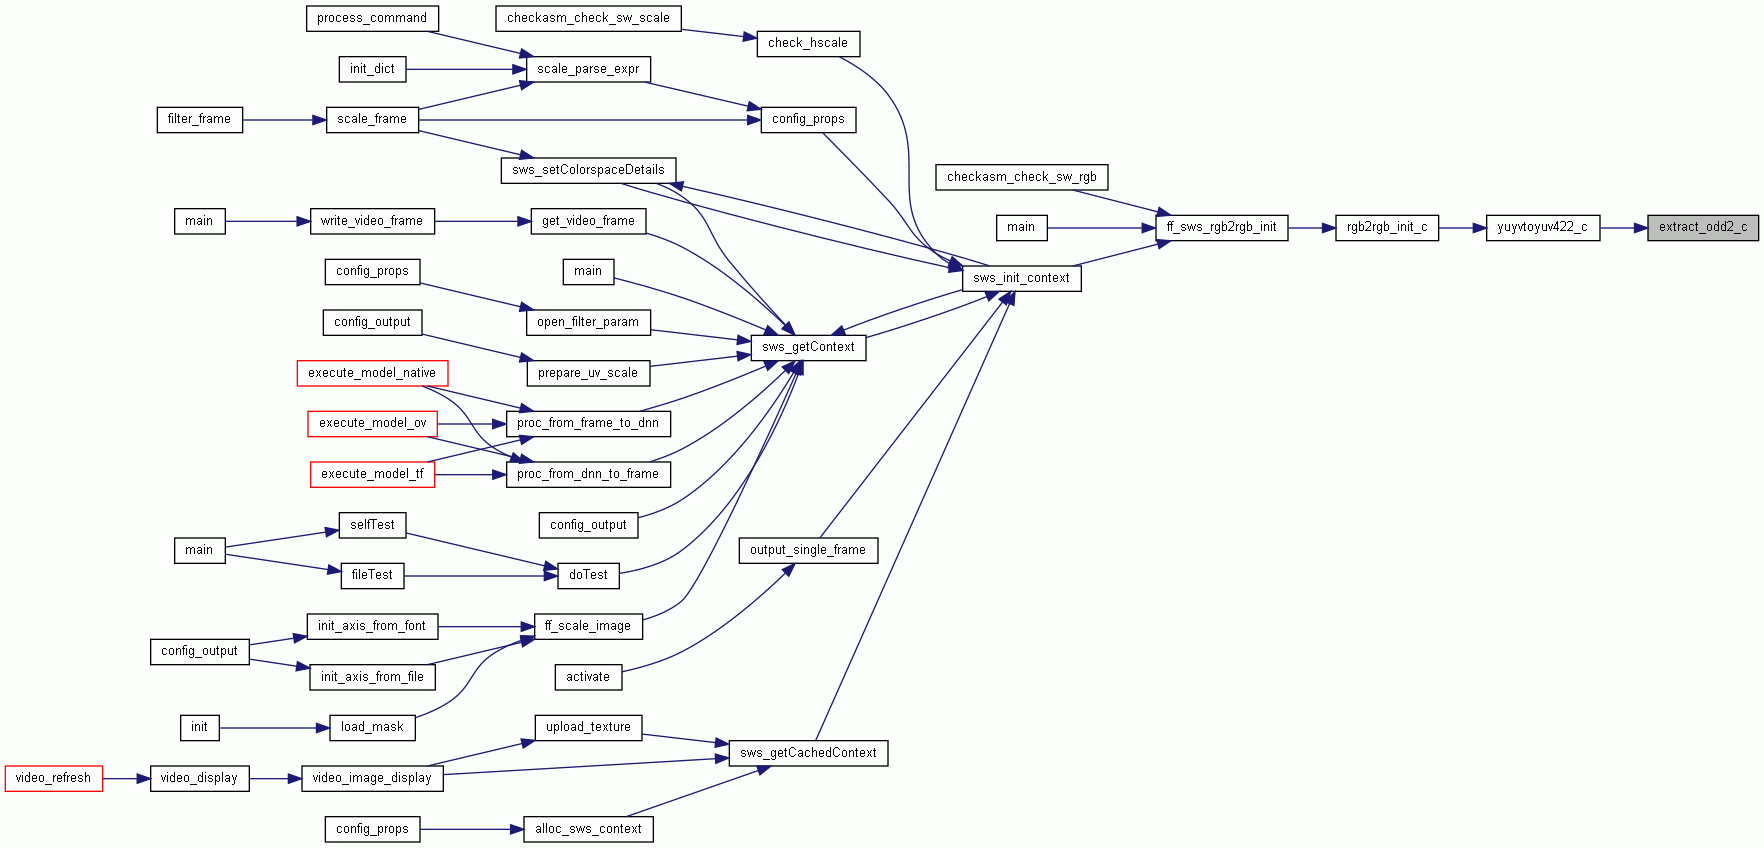 process_command
checkasm_check_sw_scale
check_hscale
init_dict
scale_parse_expr
filter_frame
scale_frame
config_props
sws_setColorspaceDetails
checkasm_check_sw_rgb
main
write_video_frame
get_video_frame
main
ff_sws_rgb2rgb_init
rgb2rgb_init_c
yuyvtoyuv422_c
extract_odd2_c
config_props
main
sws_init_context
config_output
open_filter_param
sws_getContext
execute_model_native
prepare_uv_scale
execute_model_ov
proc_from_frame_to_dnn
execute_model_tf
proc_from_dnn_to_frame
selfTest
config_output
main
output_single_frame
fileTest
doTest
init_axis_from_font
ff_scale_image
config_output
init_axis_from_file
activate
init
load_mask
upload_texture
sws_getCachedContext
video_refresh
video_display
video_image_display
config_props
alloc_sws_context